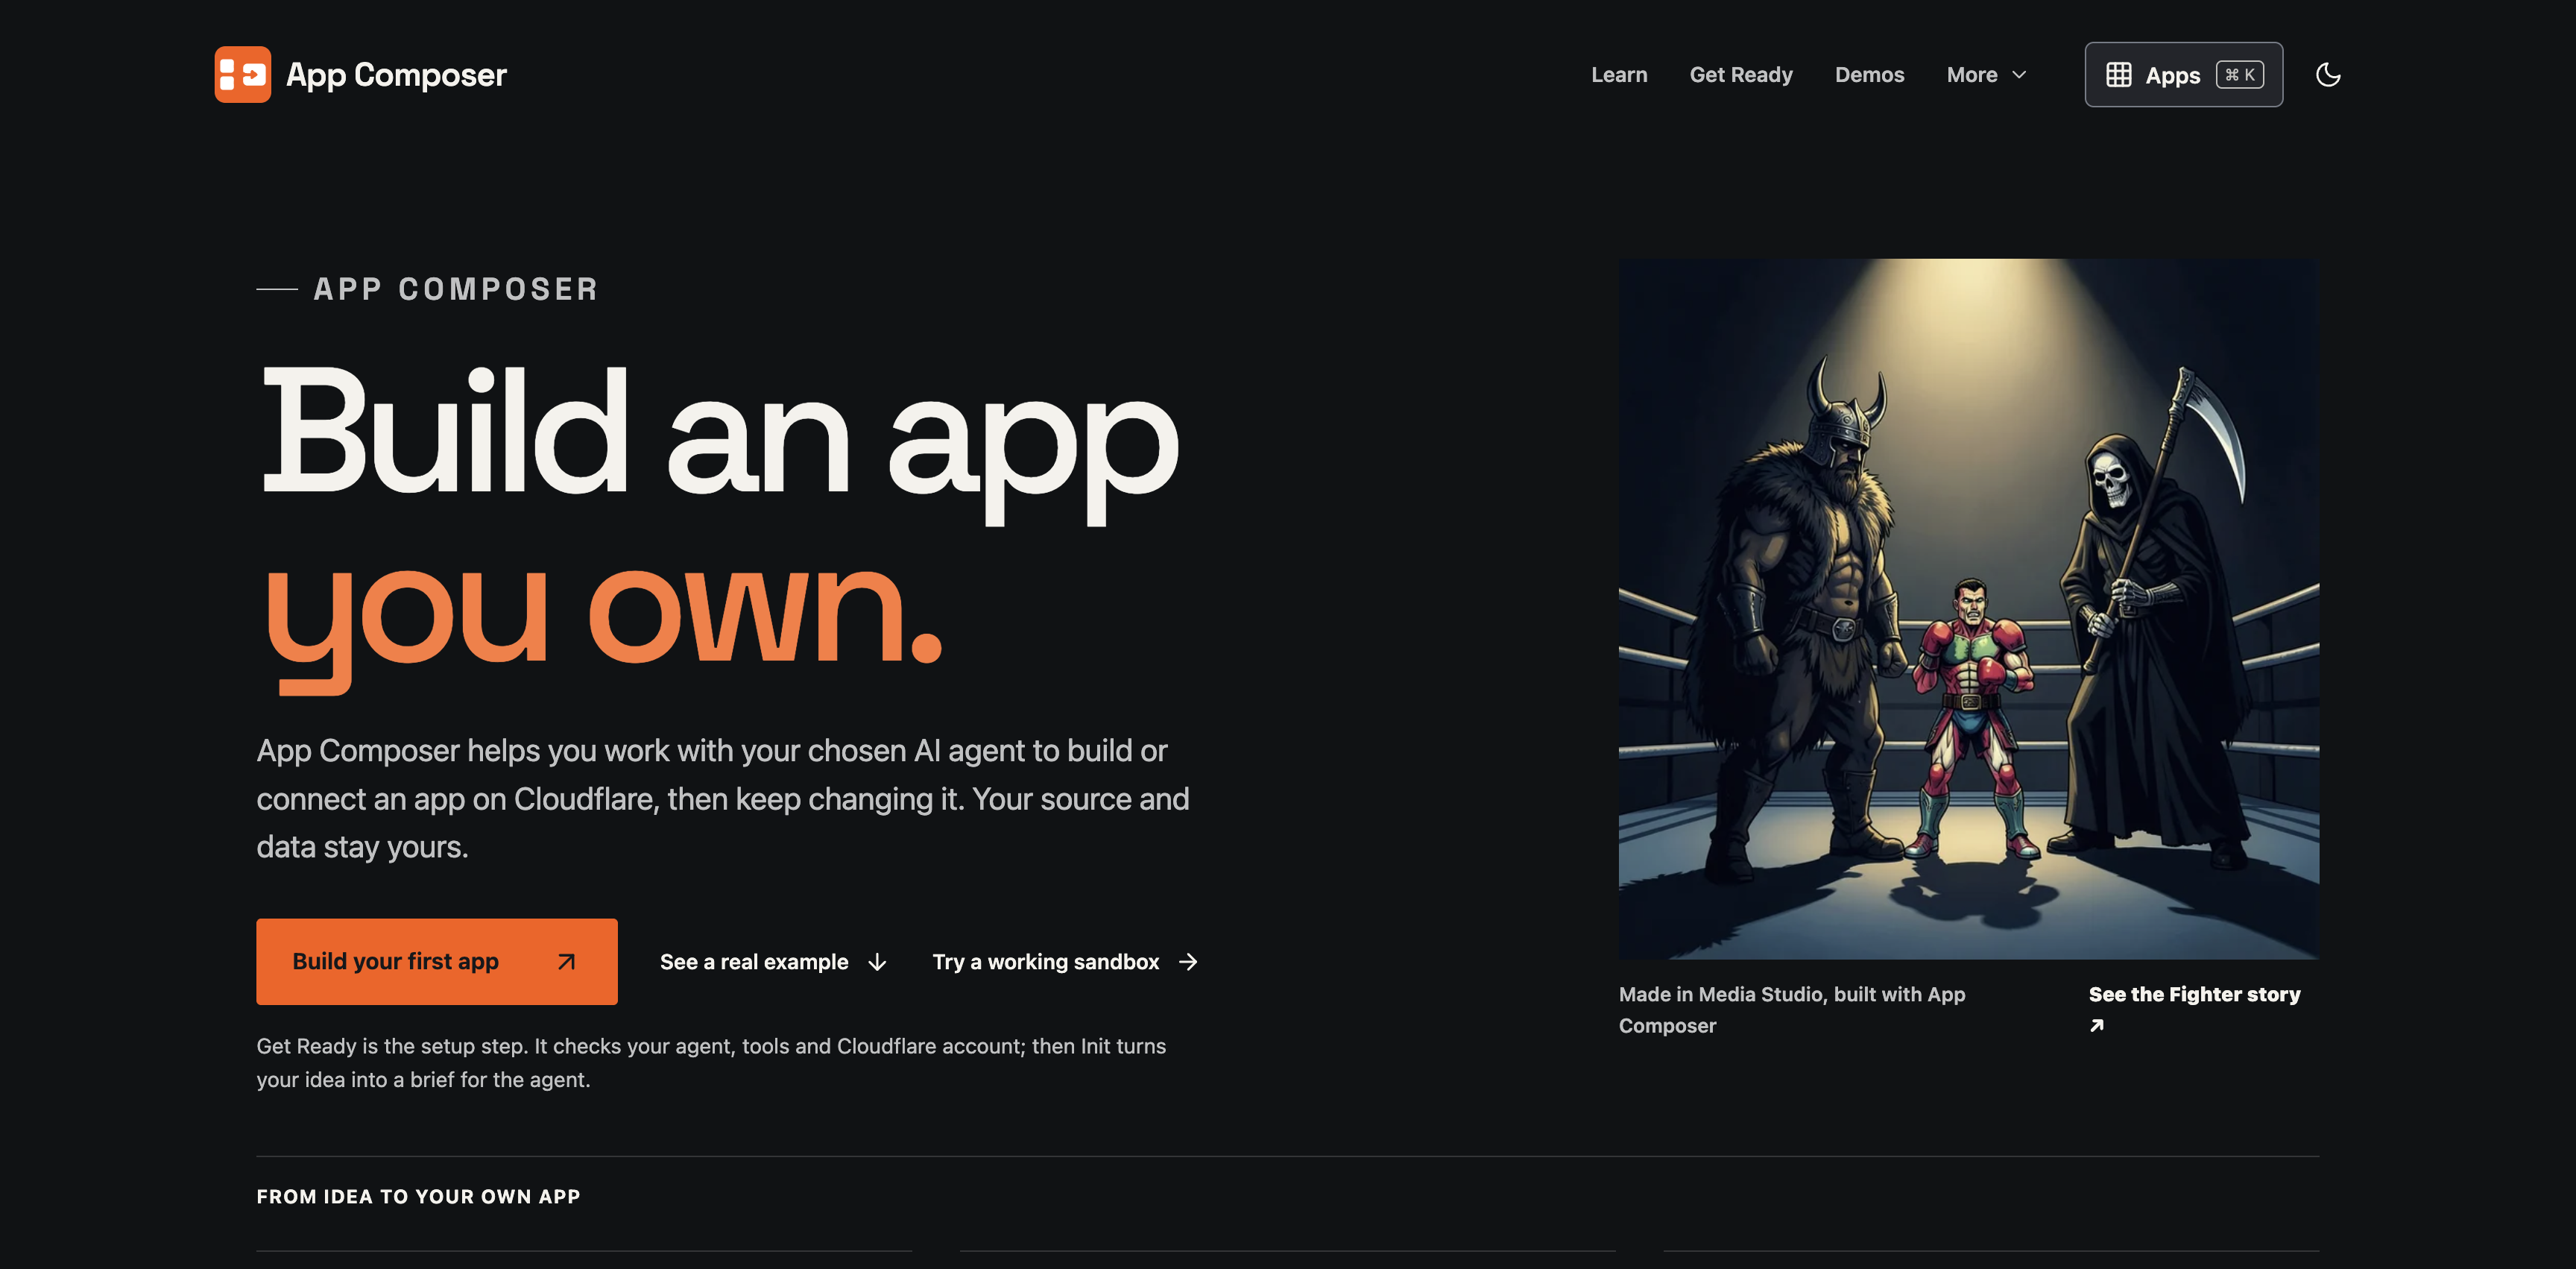 App Composer
Learn
Get Ready
Demos
More
Apps
⌘ K
APP COMPOSER
Build an app
you own.
App Composer helps you work with your chosen AI agent to build or
connect an app on Cloudflare, then keep changing it. Your source and
data stay yours.
Build your first app
See a real example
Try a working sandbox
Get Ready is the setup step. It checks your agent, tools and Cloudflare account; then Init turns
your idea into a brief for the agent.
Made in Media Studio, built with App
Composer
See the Fighter story
FROM IDEA TO YOUR OWN APP